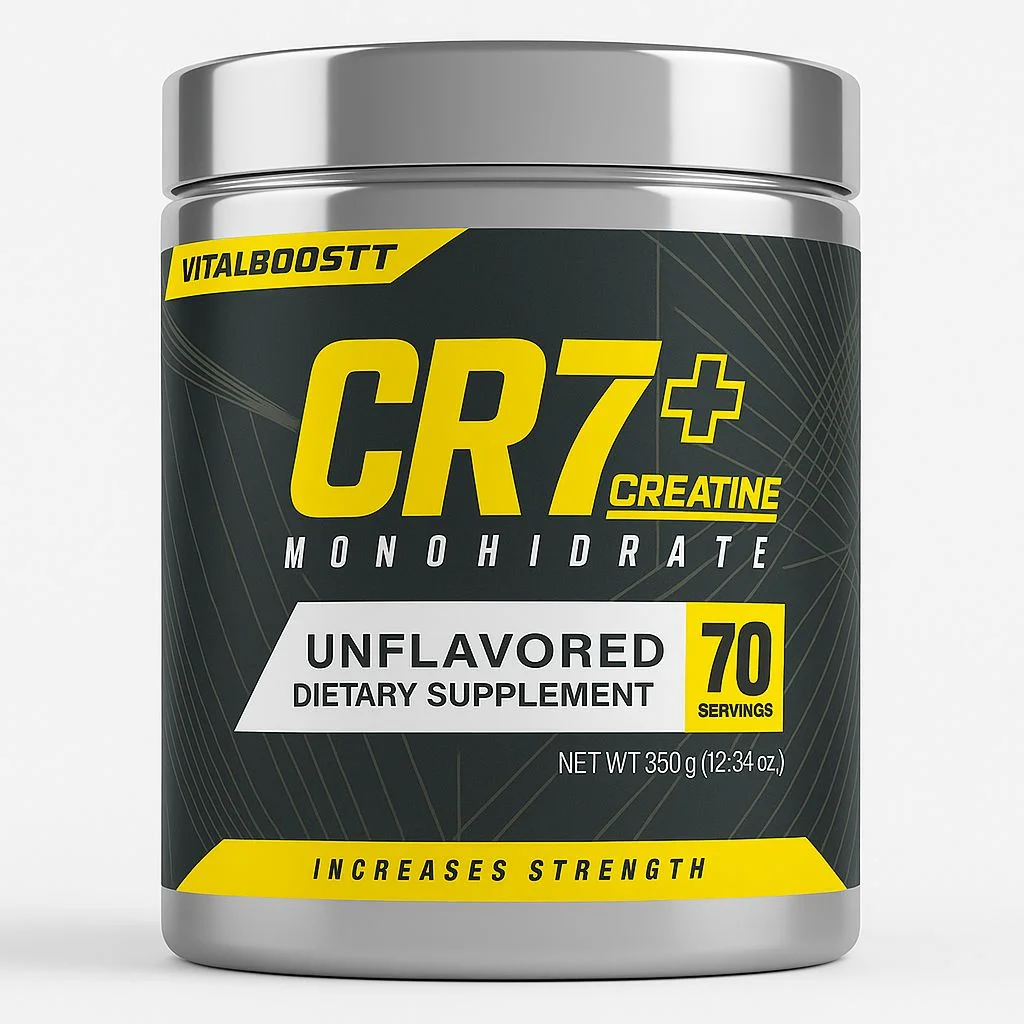 VITALBOOSTT
CR7+
CREATINE
MONOHIDRATE
UNFLAVORED
DIETARY SUPPLEMENT
70
SERVINGS
NET WT 350 g (12:34 oz,)
INCREASES STRENGTH